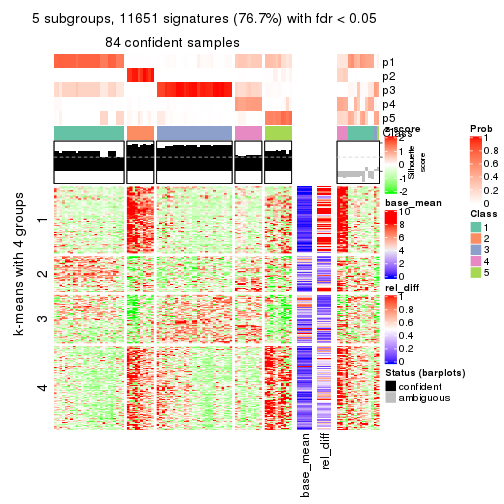 5 subgroups, 11651 signatures (76.7%) with fdr < 0.05
84 confident samples
p1
p2
p3
p4
p5
Class
Silhouette
score
k-means with 4 groups
1
2
3
4
base_mean
rel_diff
z-score
2
1
0
-1
-2
base_mean
10
8
6
4
2
0
rel_diff
1
0.8
0.6
0.4
0.2
0
Status (barplots)
confident
ambiguous
Prob
1
0.8
0.6
0.4
0.2
0
Class
1
2
3
4
5